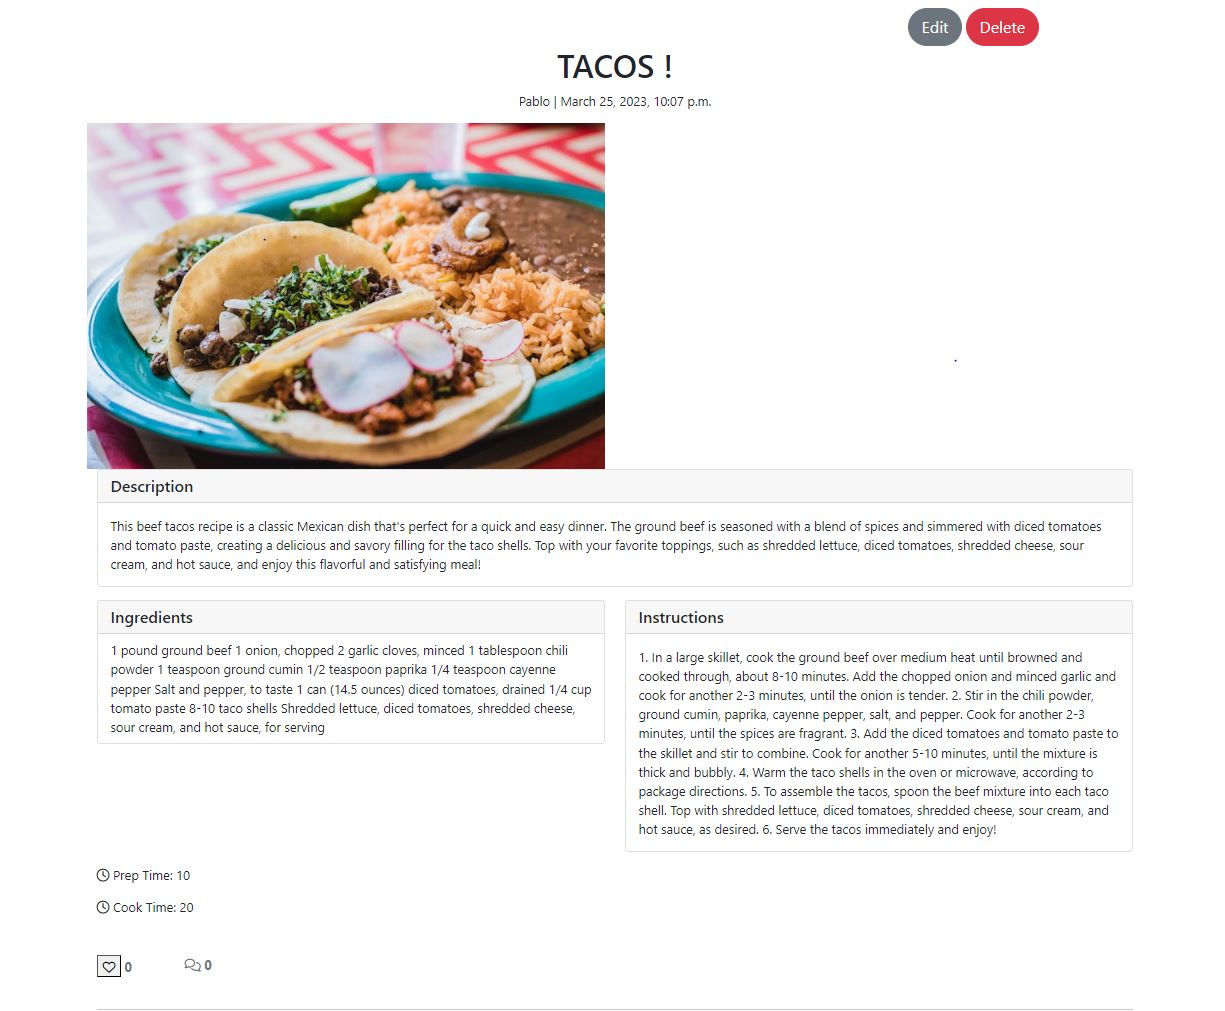 Edit Delete
TACOS !
Pablo | March 25, 2023, 10:07 p.m.
Description
This beef tacos recipe is a classic Mexican dish that's perfect for a quick and easy dinner. The ground beef is seasoned with a blend of spices and simmered with diced tomatoes
and tomato paste, creating a delicious and savory filling for the taco shells. Top with your favorite toppings, such as shredded lettuce, diced tomatoes, shredded cheese, sour
cream, and hot sauce, and enjoy this flavorful and satisfying meal!
Ingredients
1 pound ground beef 1 onion, chopped 2 garlic cloves, minced 1 tablespoon chili
powder 1 teaspoon ground cumin 1/2 teaspoon paprika 1/4 teaspoon cayenne
pepper Salt and pepper, to taste 1 can (14.5 ounces) diced tomatoes, drained 1/4 cup
tomato paste 8-10 taco shells Shredded lettuce, diced tomatoes, shredded cheese,
sour cream, and hot sauce, for serving
Instructions
1. In a large skillet, cook the ground beef over medium heat until browned and
cooked through, about 8-10 minutes. Add the chopped onion and minced garlic and
cook for another 2-3 minutes, until the onion is tender. 2. Stir in the chili powder,
ground cumin, paprika, cayenne pepper, salt, and pepper. Cook for another 2-3
minutes, until the spices are fragrant. 3. Add the diced tomatoes and tomato paste to
the skillet and stir to combine. Cook for another 5-10 minutes, until the mixture is
thick and bubbly. 4. Warm the taco shells in the oven or microwave, according to
package directions. 5. To assemble the tacos, spoon the beef mixture into each taco
shell. Top with shredded lettuce, diced tomatoes, shredded cheese, sour cream, and
hot sauce, as desired. 6. Serve the tacos immediately and enjoy!
Prep Time: 10
Cook Time: 20
0 0